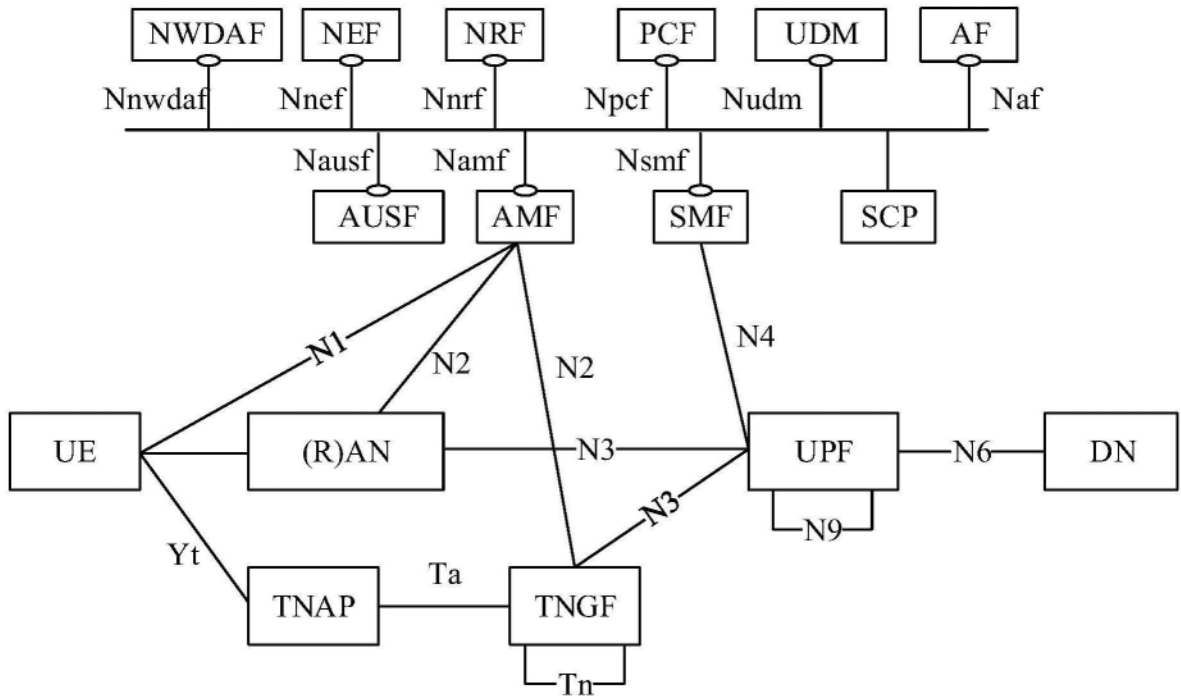 NWDAF NEF NRF PCF UDM AF
Nnwdaf Nnef Nnrf Npcf Nudm Naf
Nausf Namf Nsmf
AUSF AMF SMF SCP
N1 N2 N2 N4
UE (R)AN N3 UPF N6 DN
N3
N9
Yt Ta
TNAP TNGF
Tn